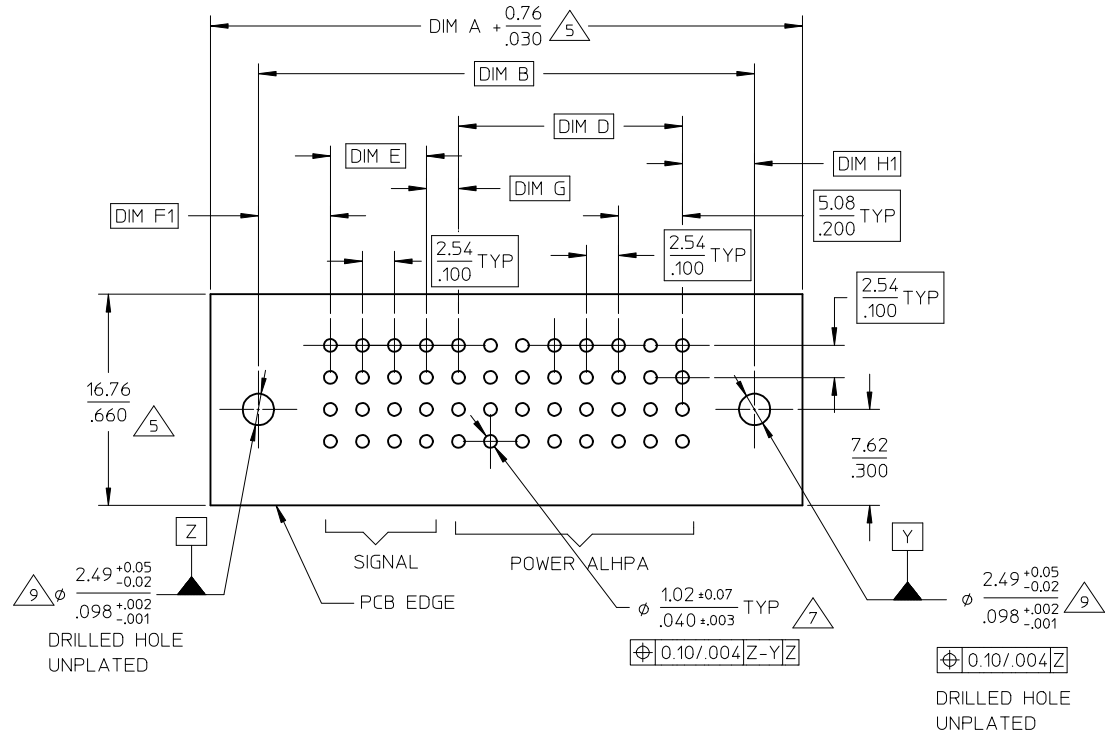 DIM A + 0.76
.030
5
DIM B
DIM D
DIM E
DIM H1
DIM G
DIM F1
5.08
.200 TYP
2.54
.100 TYP
2.54
.100 TYP
2.54
.100 TYP
16.76
.660
5
7.62
.300
Z
Y
SIGNAL
POWER ALHPA
9 ⌀ 2.49 +0.05 -0.02
.098 +.002 -.001
DRILLED HOLE
UNPLATED
PCB EDGE
⌀ 1.02 ±0.07
.040 ±.003 TYP
7
⌖ 0.10/.004 Z-Y Z
⌀ 2.49 +0.05 -0.02
.098 +.002 -.001
9
⌖ 0.10/.004 Z
DRILLED HOLE
UNPLATED